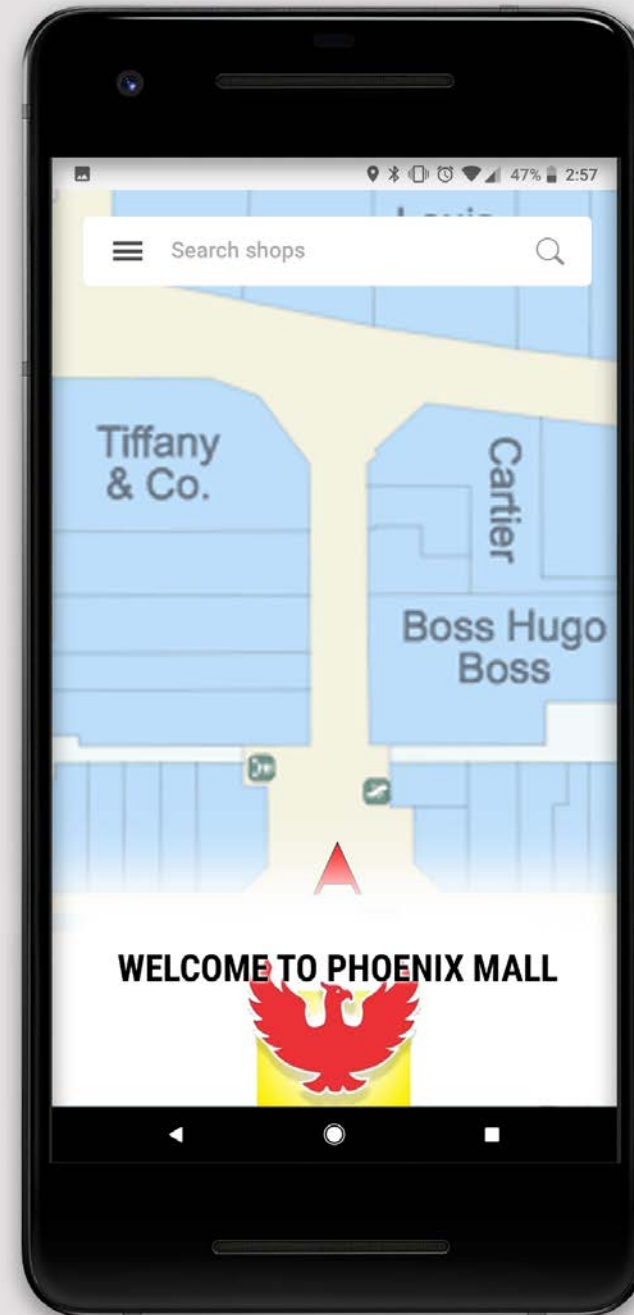 47% 2:57
Search shops
Tiffany
& Co.
Cartier
Boss Hugo
Boss
WELCOME TO PHOENIX MALL